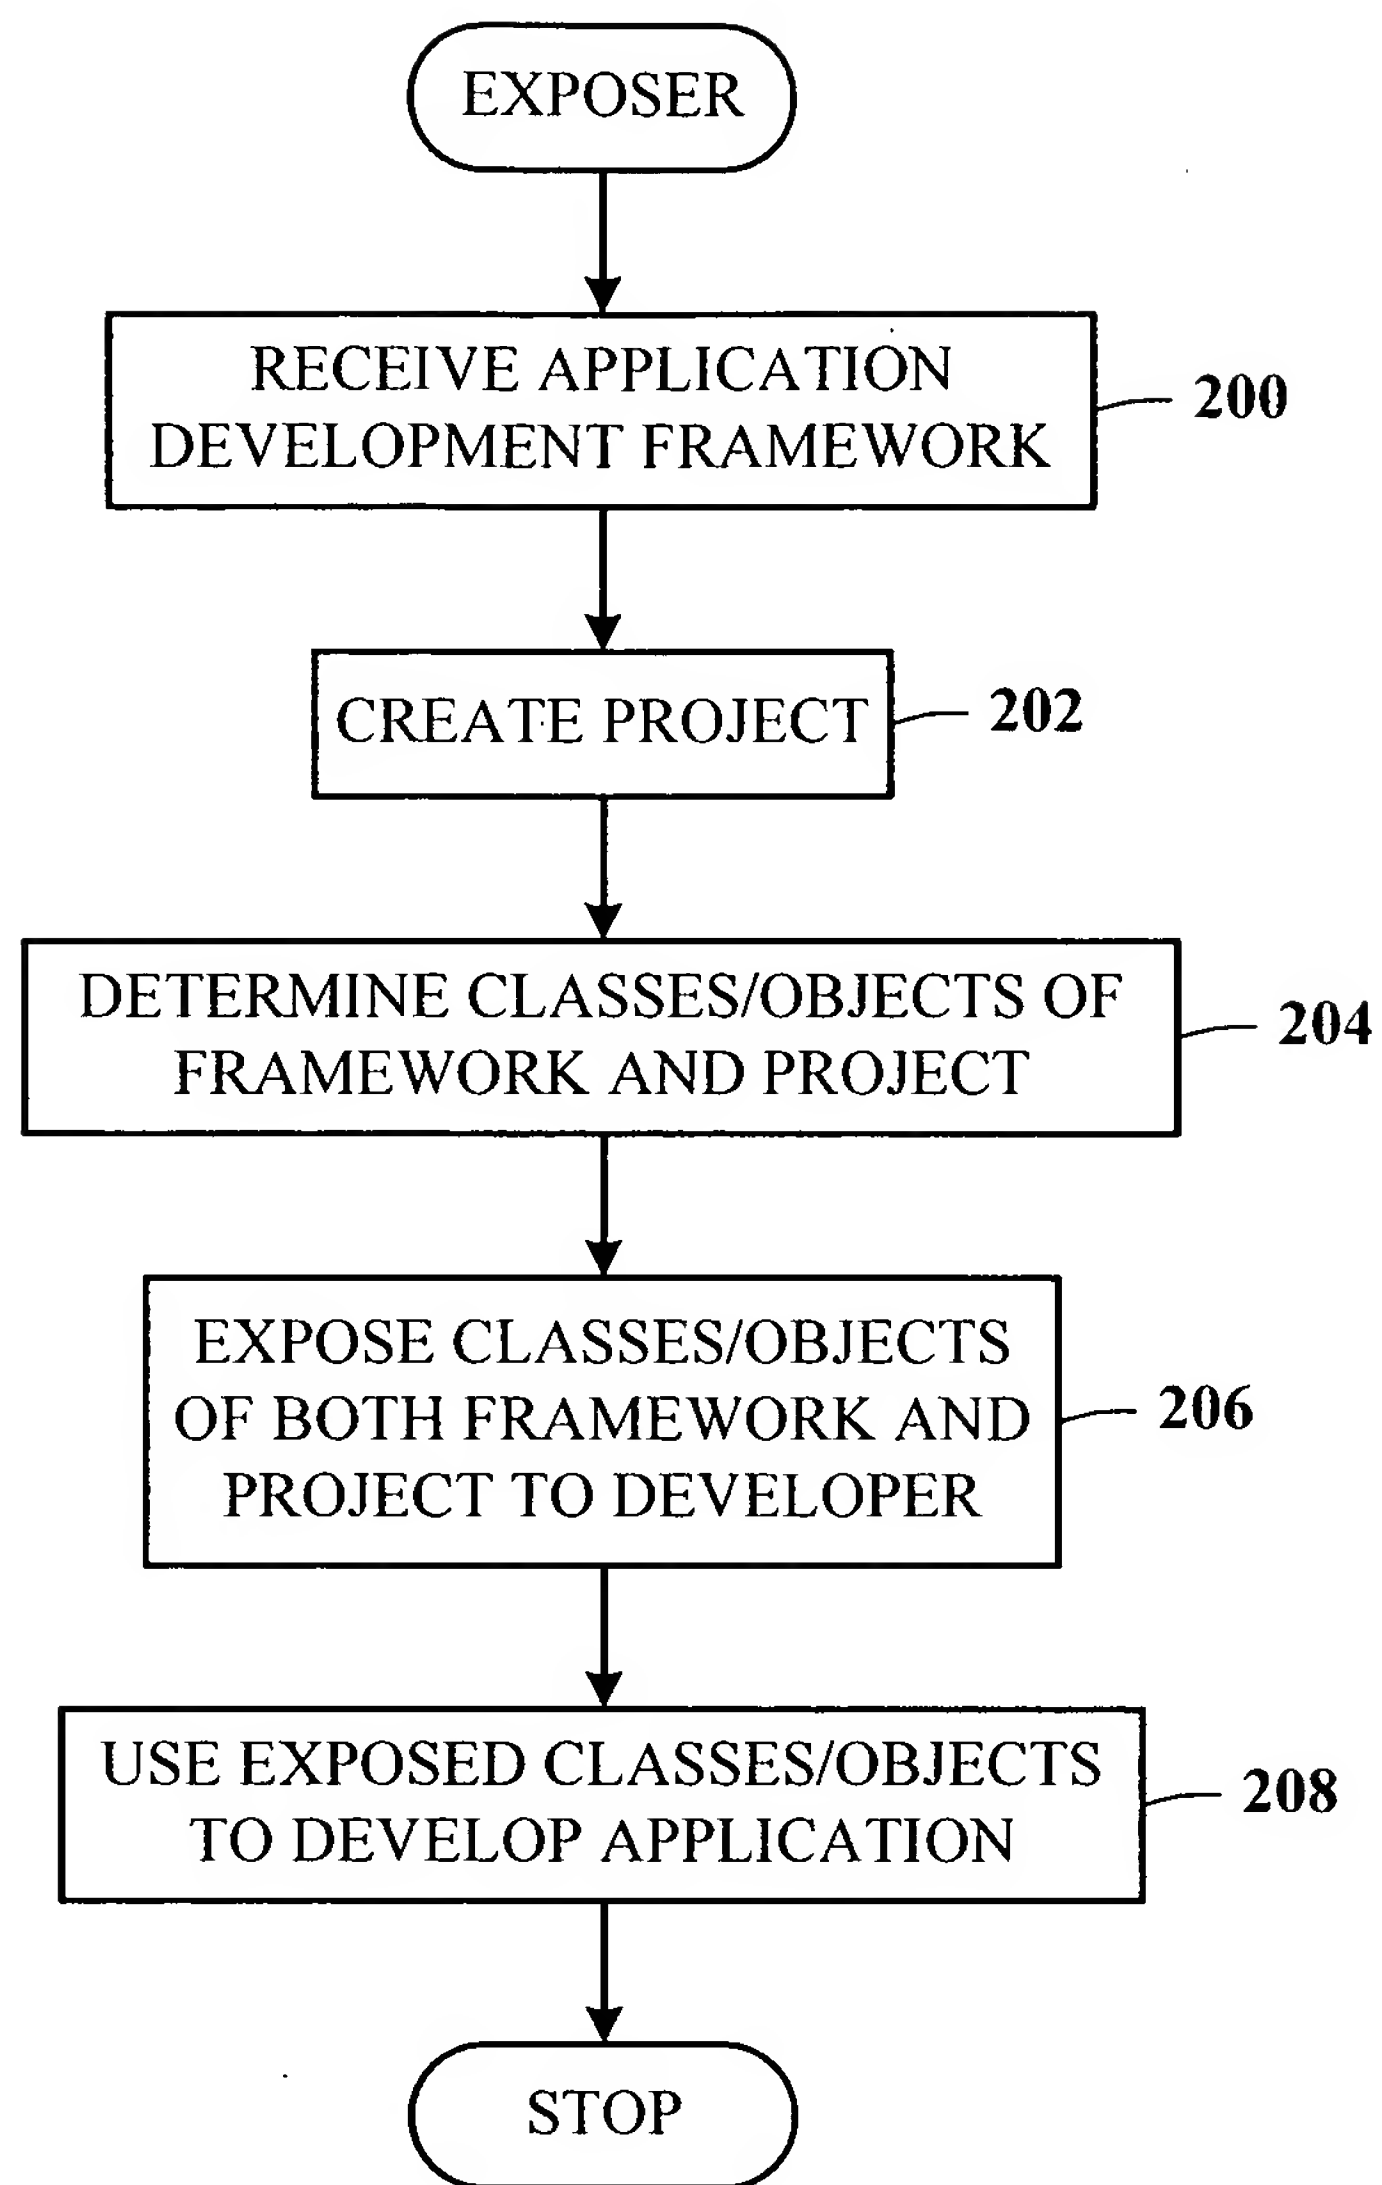 EXPOSER
RECEIVE APPLICATION
DEVELOPMENT FRAMEWORK
200
CREATE PROJECT
202
DETERMINE CLASSES/OBJECTS OF
FRAMEWORK AND PROJECT
204
EXPOSE CLASSES/OBJECTS
OF BOTH FRAMEWORK AND
PROJECT TO DEVELOPER
206
USE EXPOSED CLASSES/OBJECTS
TO DEVELOP APPLICATION
208
STOP